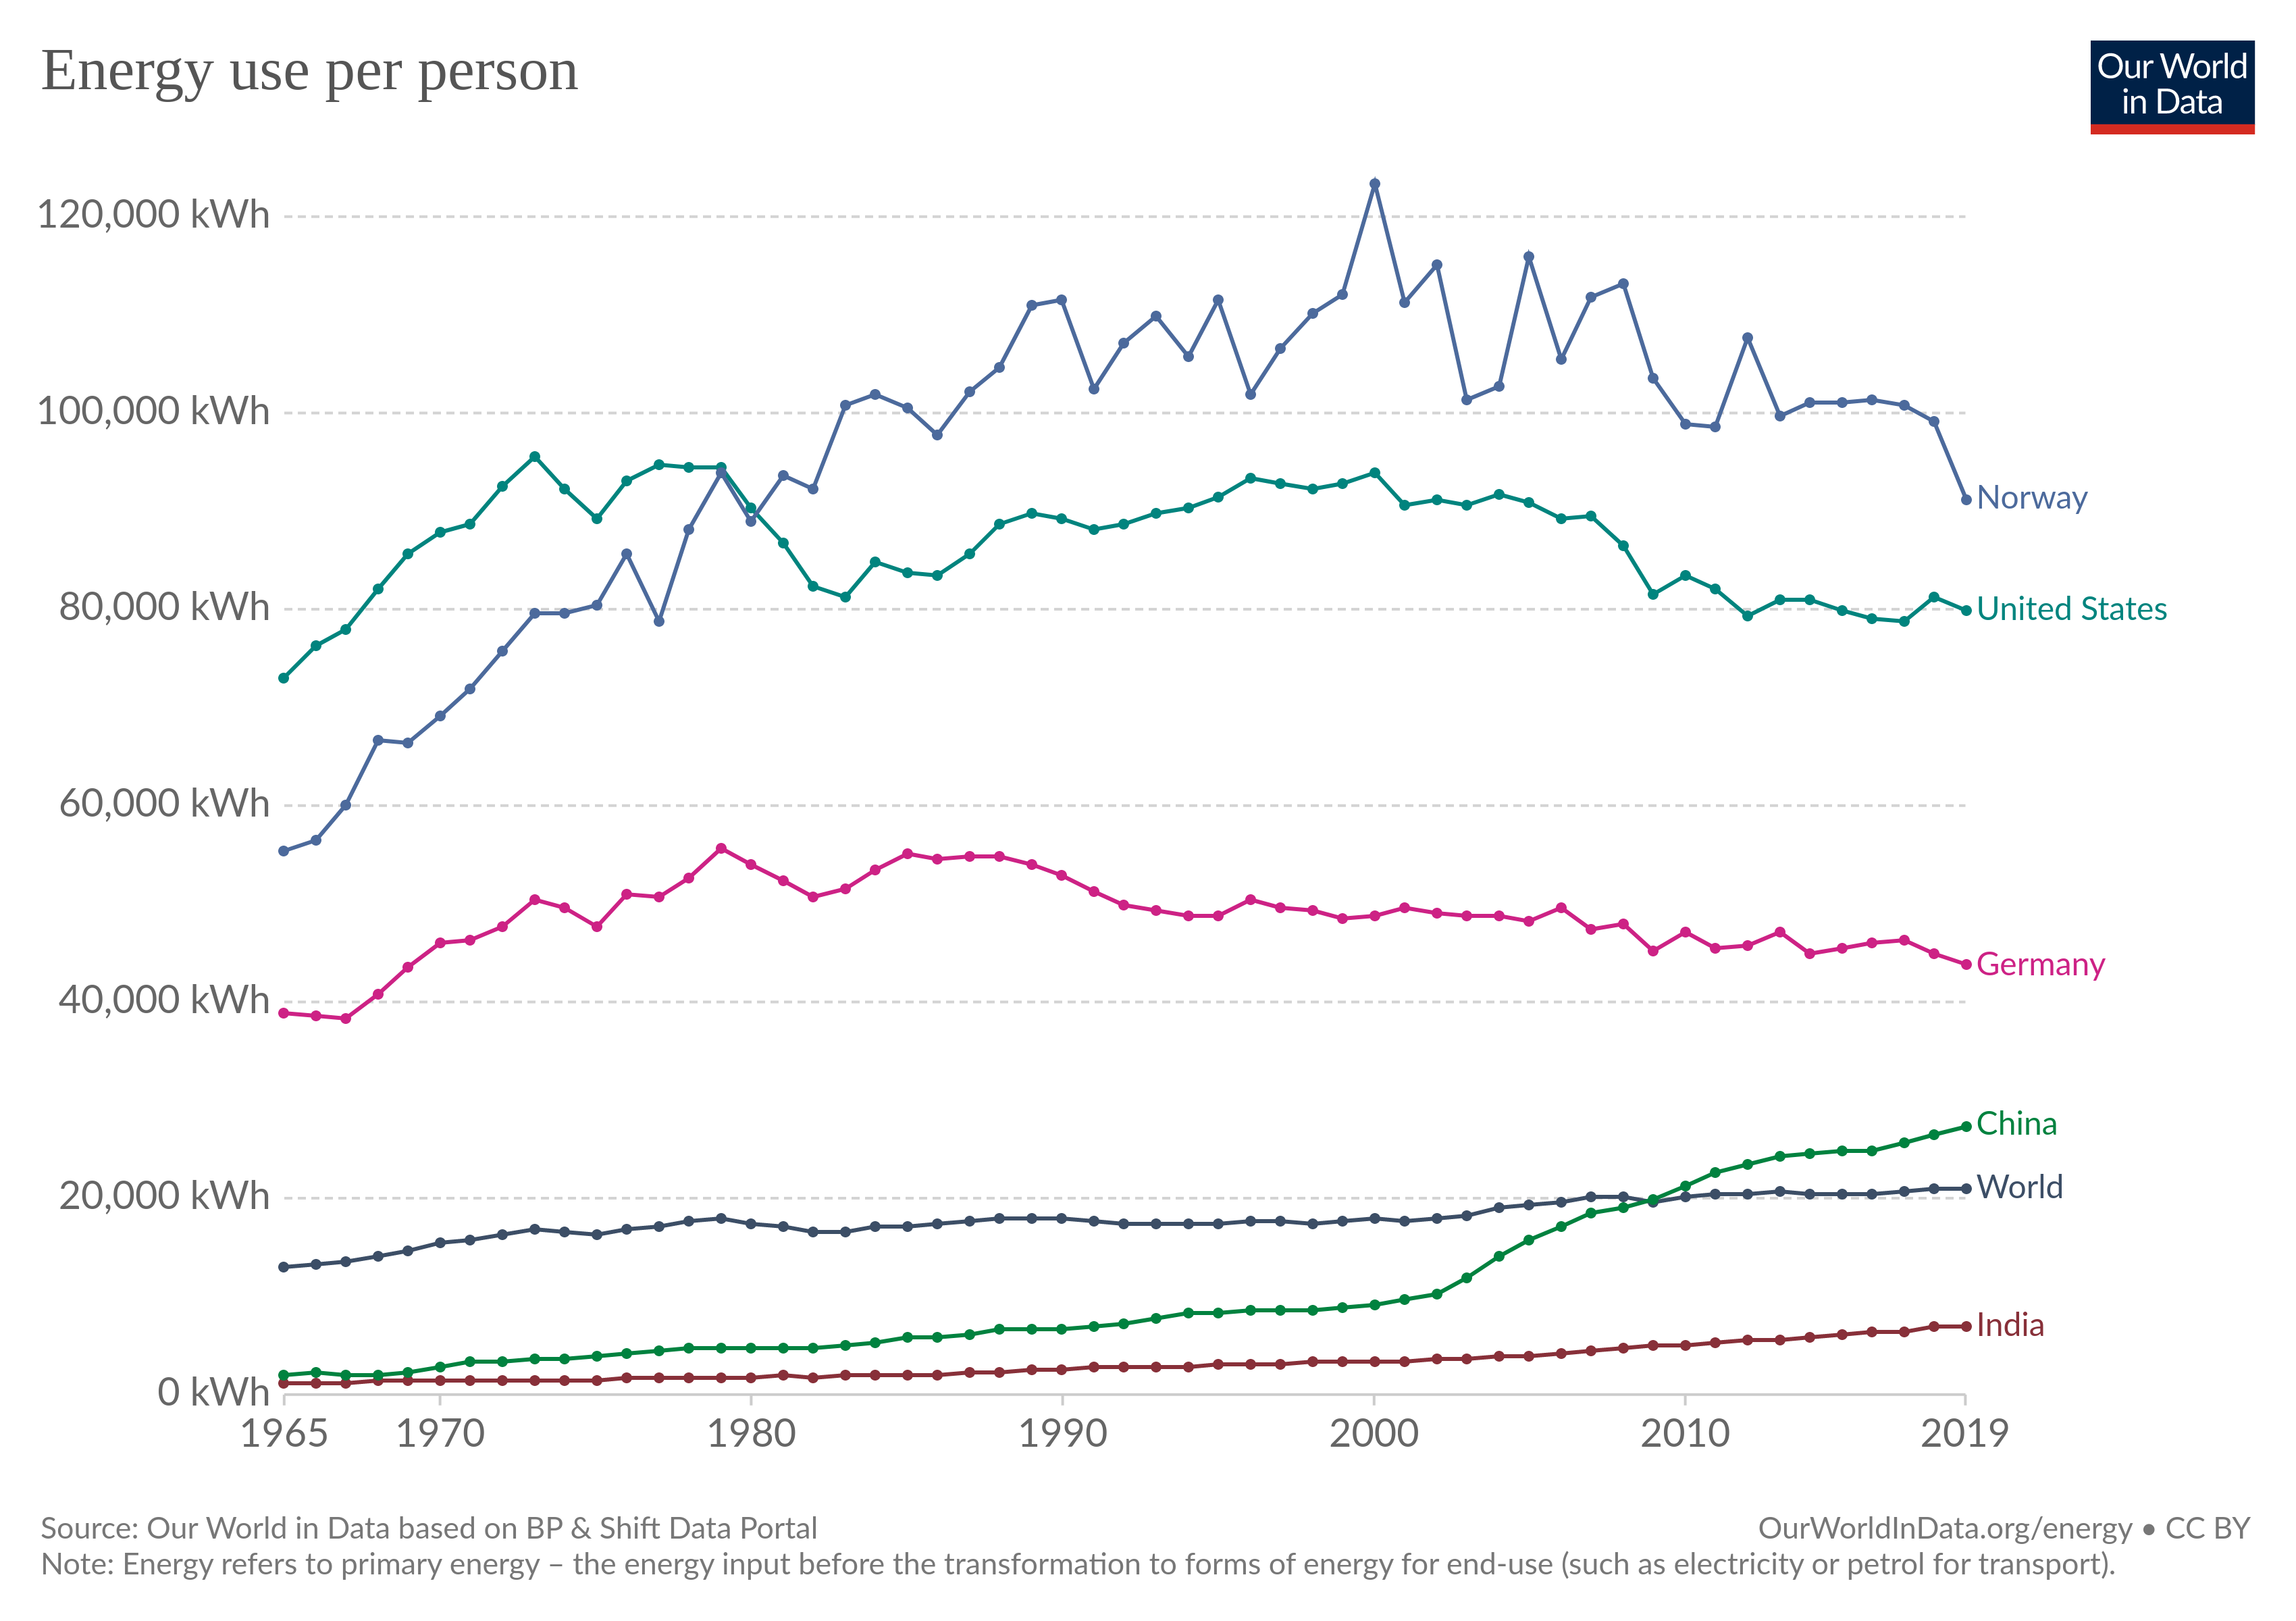 Energy use per person
Our World
in Data
120,000 kWh
100,000 kWh
80,000 kWh
60,000 kWh
40,000 kWh
20,000 kWh
0 kWh
Norway
United States
Germany
China
World
India
1965 1970 1980 1990 2000 2010 2019
Source: Our World in Data based on BP & Shift Data Portal
OurWorldInData.org/energy • CC BY
Note: Energy refers to primary energy – the energy input before the transformation to forms of energy for end-use (such as electricity or petrol for transport).